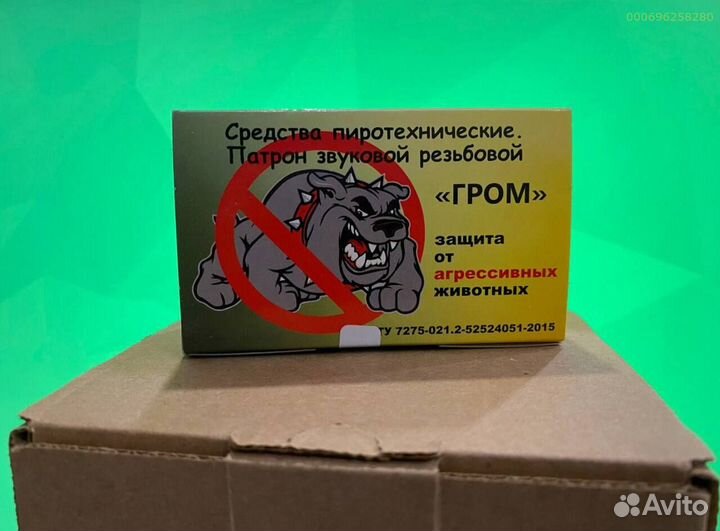 000696258280
Средства пиротехнические.
Патрон звуковой резьбовой
«ГРОМ»
защита
от
агрессивных
животных
ТУ 7275-021.2-52524051-2015
Avito